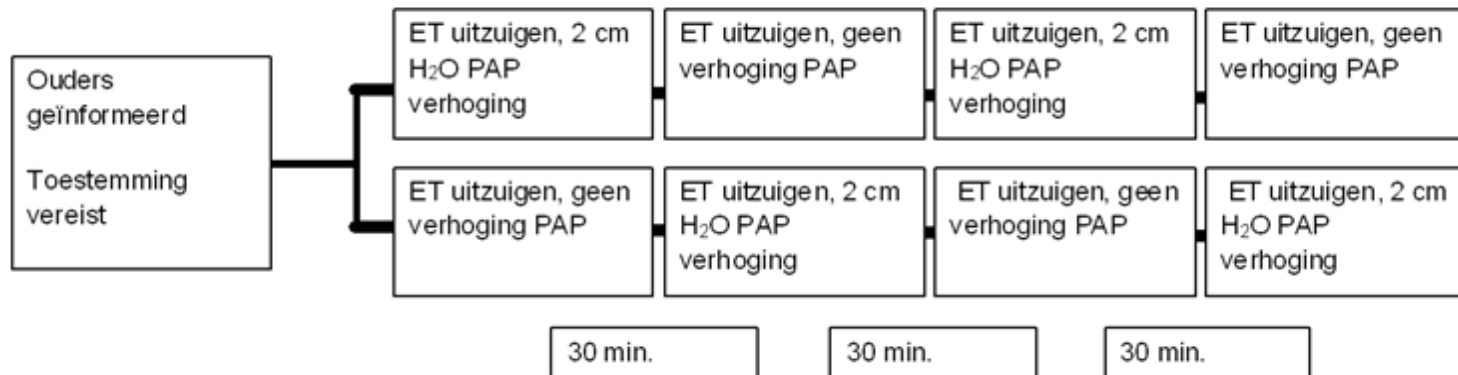 Ouders
geïnformeerd
Toestemming
vereist
ET uitzuigen, 2 cm
H₂O PAP
verhoging
ET uitzuigen, geen
verhoging PAP
ET uitzuigen, 2 cm
H₂O PAP
verhoging
ET uitzuigen, geen
verhoging PAP
ET uitzuigen, geen
verhoging PAP
ET uitzuigen, 2 cm
H₂O PAP
verhoging
ET uitzuigen, geen
verhoging PAP
ET uitzuigen, 2 cm
H₂O PAP
verhoging
30 min.
30 min.
30 min.